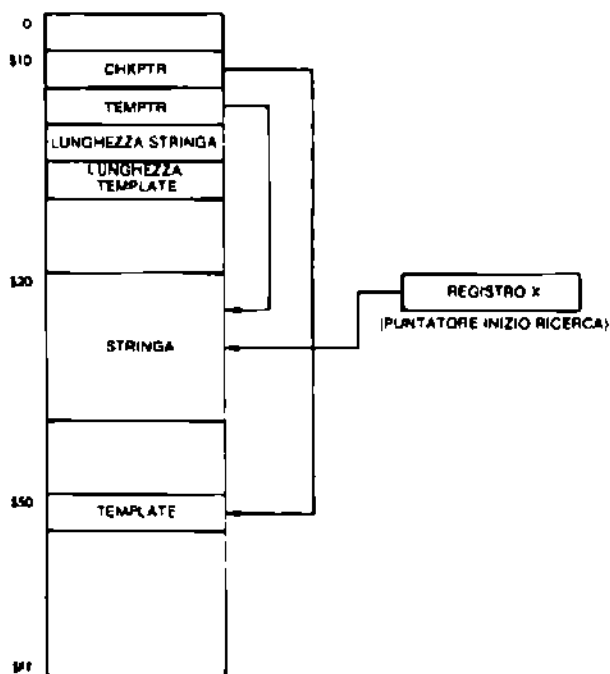 0
$10
CHKPTR
TEMPTR
LUNGHEZZA STRINGA
LUNGHEZZA
TEMPLATE
$20
REGISTRO X
(PUNTATORE INIZIO RICERCA)
STRINGA
$50
TEMPLATE